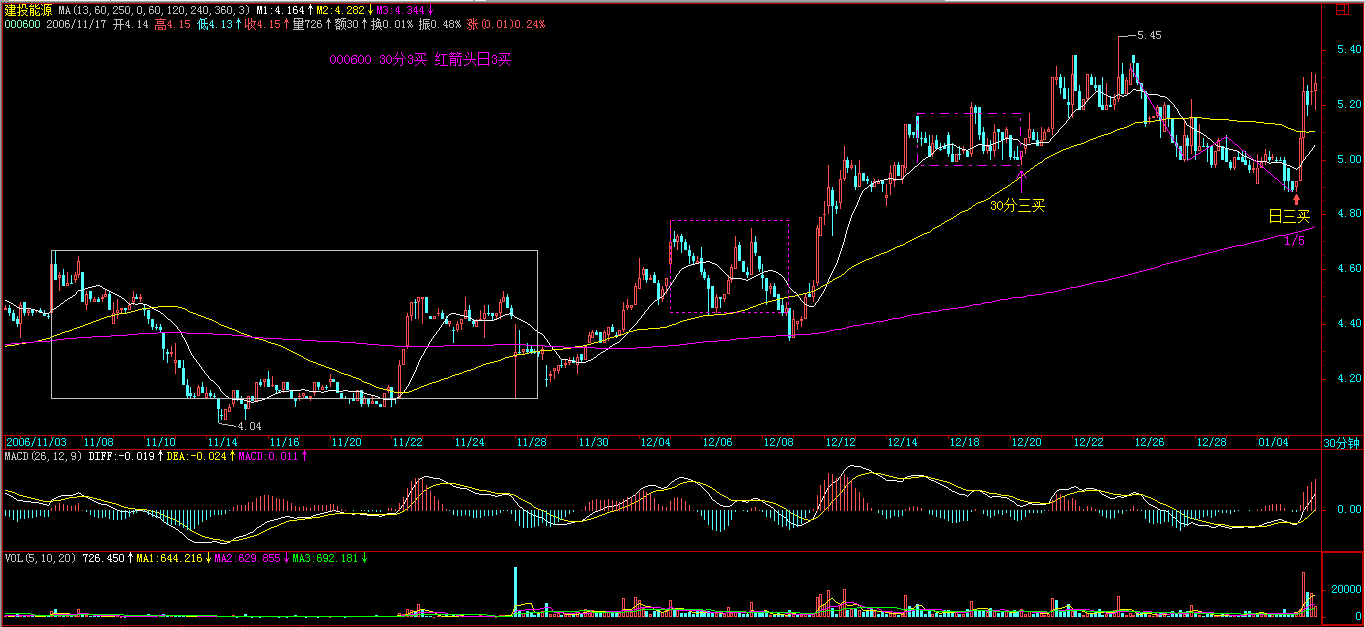 建投能源 MA(13,60,250,0,60,120,240,360,3) M1:4.164↑M2:4.282↓M3:4.344↓
000600 2006/11/17 开4.14 高4.15 低4.13↑收4.15↑量726↑额30↑换0.01% 振0.48% 涨(0.01)0.24%
日
000600 30分3买 红箭头日3买
5.45
5.40
5.20
5.00
4.80
4.60
4.40
4.20
30分三买
日三买
1/5
4.04
2006/11/03 11/08 11/10 11/14 11/16 11/20 11/22 11/24 11/28 11/30 12/04 12/06 12/08 12/12 12/14 12/18 12/20 12/22 12/26 12/28 01/04 30分钟
MACD(26,12,9) DIFF:-0.019↑DEA:-0.024↑MACD:0.011↑
0.00
VOL(5,10,20) 726.450↑MA1:644.216↓MA2:629.855↓MA3:692.181↓
20000
0